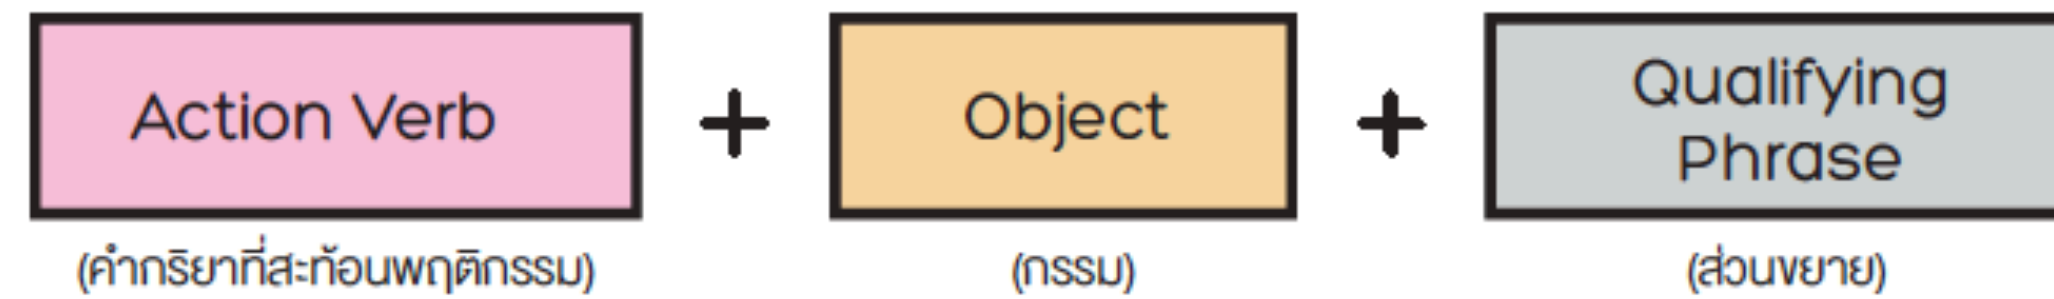 Action Verb
+
Object
+
Qualifying
Phrase
(คำกริยาที่สะท้อนพฤติกรรม)
(กรรม)
(ส่วนขยาย)